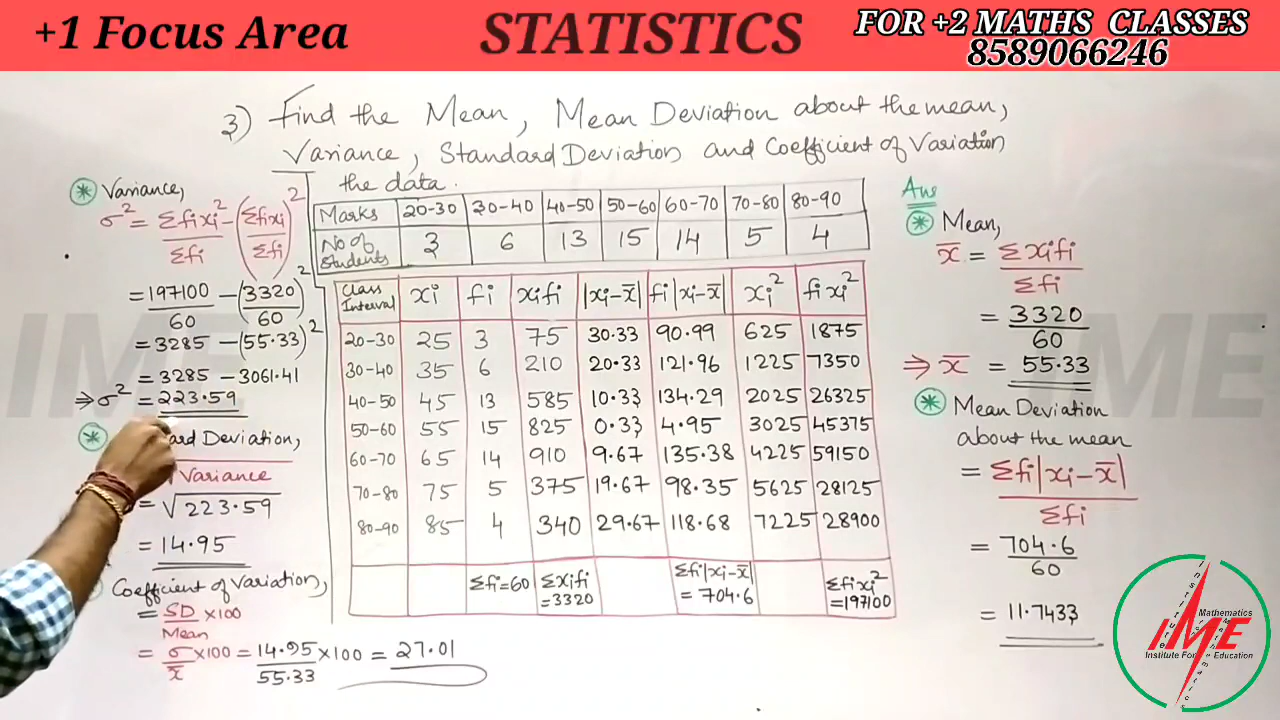 +1 Focus Area
STATISTICS
FOR +2 MATHS CLASSES
8589066246
3) Find the Mean, Mean Deviation about the mean,
Variance, Standard Deviation and Coefficient of Variation
the data.
Marks 20-30 30-40 40-50 50-60 60-70 70-80 80-90
No of Students 3 6 13 15 14 5 4
Class Interval xi fi xifi |xi-x̄| fi|xi-x̄| xi² fixi²
20-30 25 3 75 30.33 90.99 625 1875
30-40 35 6 210 20.33 121.96 1225 7350
40-50 45 13 585 10.33 134.29 2025 26325
50-60 55 15 825 0.33 4.95 3025 45375
60-70 65 14 910 9.67 135.38 4225 59150
70-80 75 5 375 19.67 98.35 5625 28125
80-90 85 4 340 29.67 118.68 7225 28900
Σfi=60 Σxifi =3320 Σfi|xi-x̄| = 704.6 Σfixi² =197100
Ans
* Mean,
x̄ = Σxifi / Σfi
= 3320 / 60
⇒ x̄ = 55.33
* Mean Deviation
about the mean
= Σfi|xi-x̄| / Σfi
= 704.6 / 60
= 11.7433
* Variance,
σ² = Σfixi² / Σfi - (Σfixi / Σfi)²
= 197100 / 60 - (3320 / 60)²
= 3285 - (55.33)²
= 3285 - 3061.41
⇒ σ² = 223.59
* ard Deviation,
√Variance
= √223.59
= 14.95
Coefficient of Variation,
= SD / Mean ×100
= σ / x̄ ×100 = 14.95 / 55.33 ×100 = 27.01
IME
IME
IME
Mathematics
Institute For Education